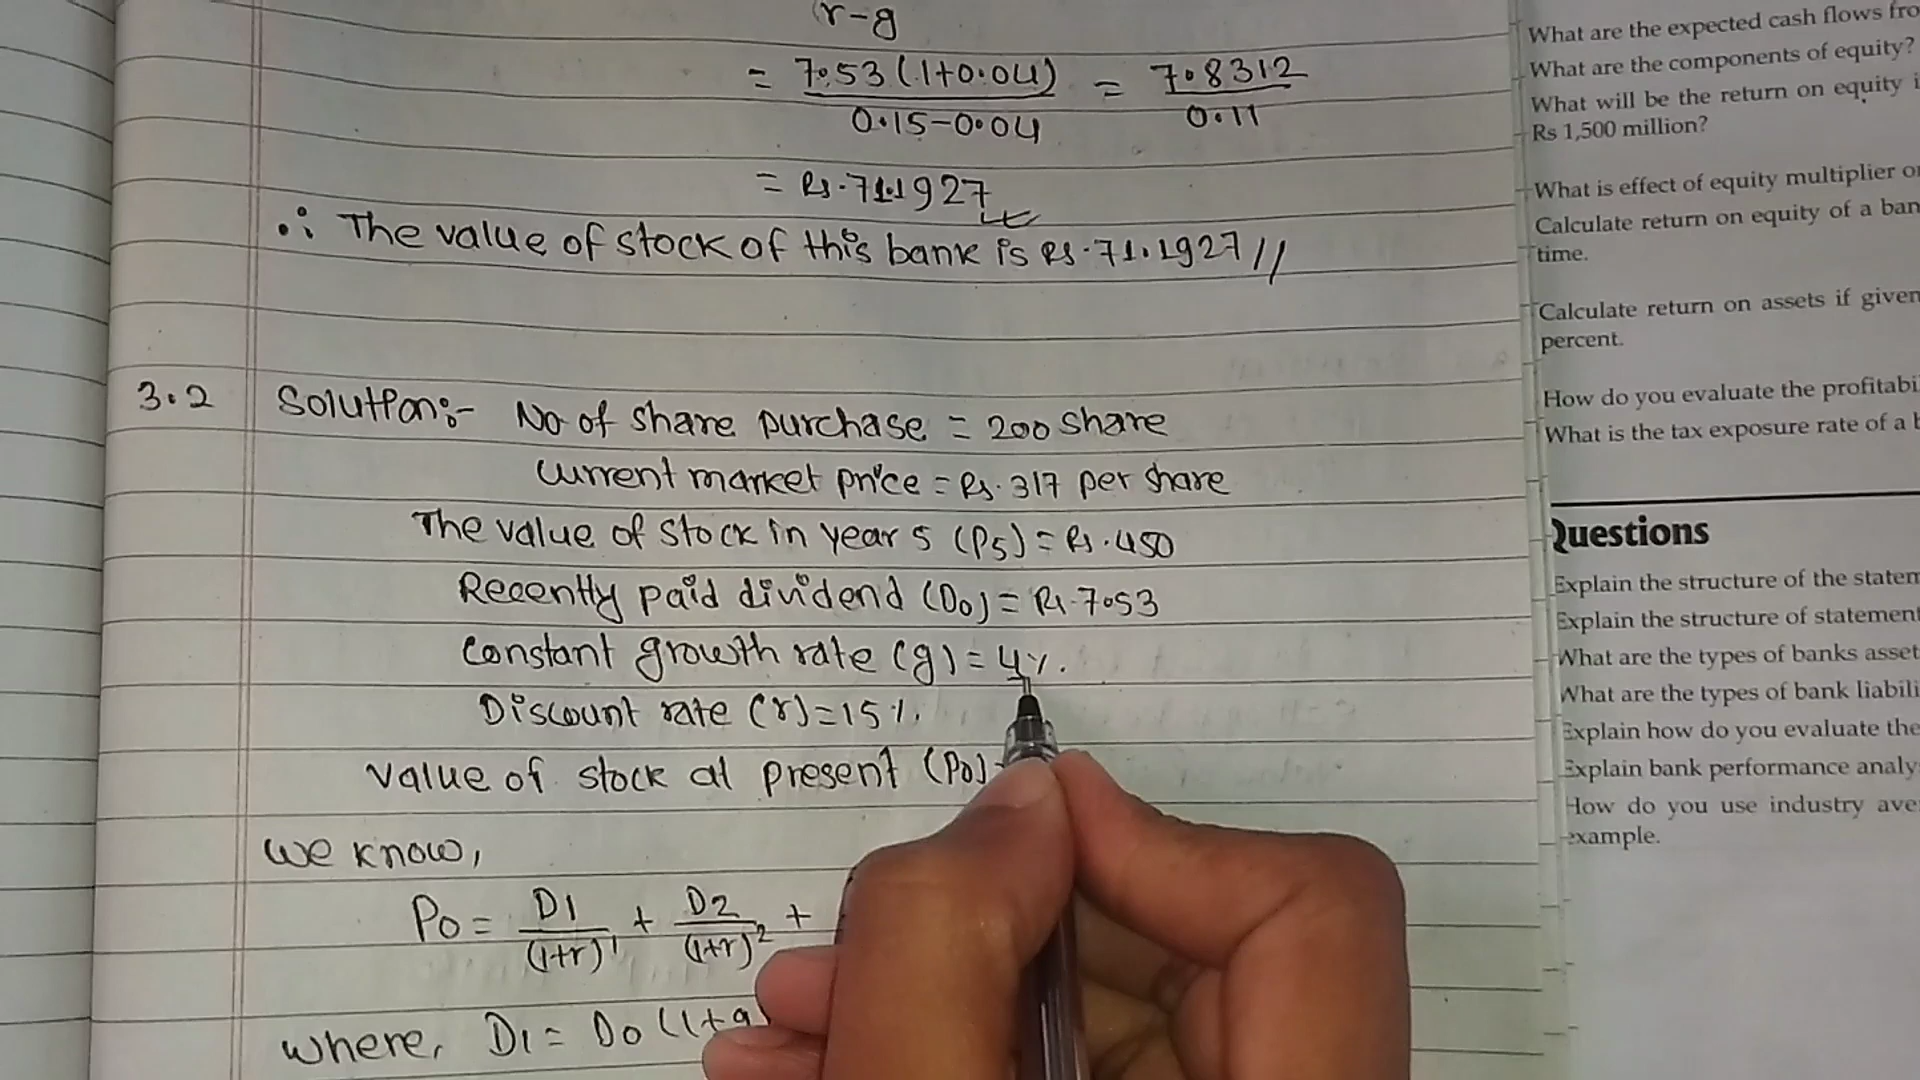 r-g
= 7.53(1+0.04) = 7.8312
0.15-0.04 0.11
= Rs.71.1927
∴ The value of stock of this bank is Rs.71.1927//
3.2 Solution:- No of share purchase = 200 share
Current market price = Rs.317 per share
The value of stock in year 5 (P5) = Rs.450
Recently paid dividend (D0) = Rs.7.53
Constant growth rate (g) = 4%.
Discount rate (r) = 15%.
Value of stock at present (P0)
we know,
P0 = D1 + D2 +
(1+r)^1 (1+r)^2
where, D1 = D0 (1+g)
What are the expected cash flows
What are the components of equity?
What will be the return on equity
Rs 1,500 million?
What is effect of equity multiplier
Calculate return on equity of a
time.
Calculate return on assets if given
percent.
How do you evaluate the
What is the tax exposure rate of a
Questions
Explain the structure of the
Explain the structure of
What are the types of banks
What are the types of bank
Explain how do you evaluate the
Explain bank performance
How do you use industry
example.